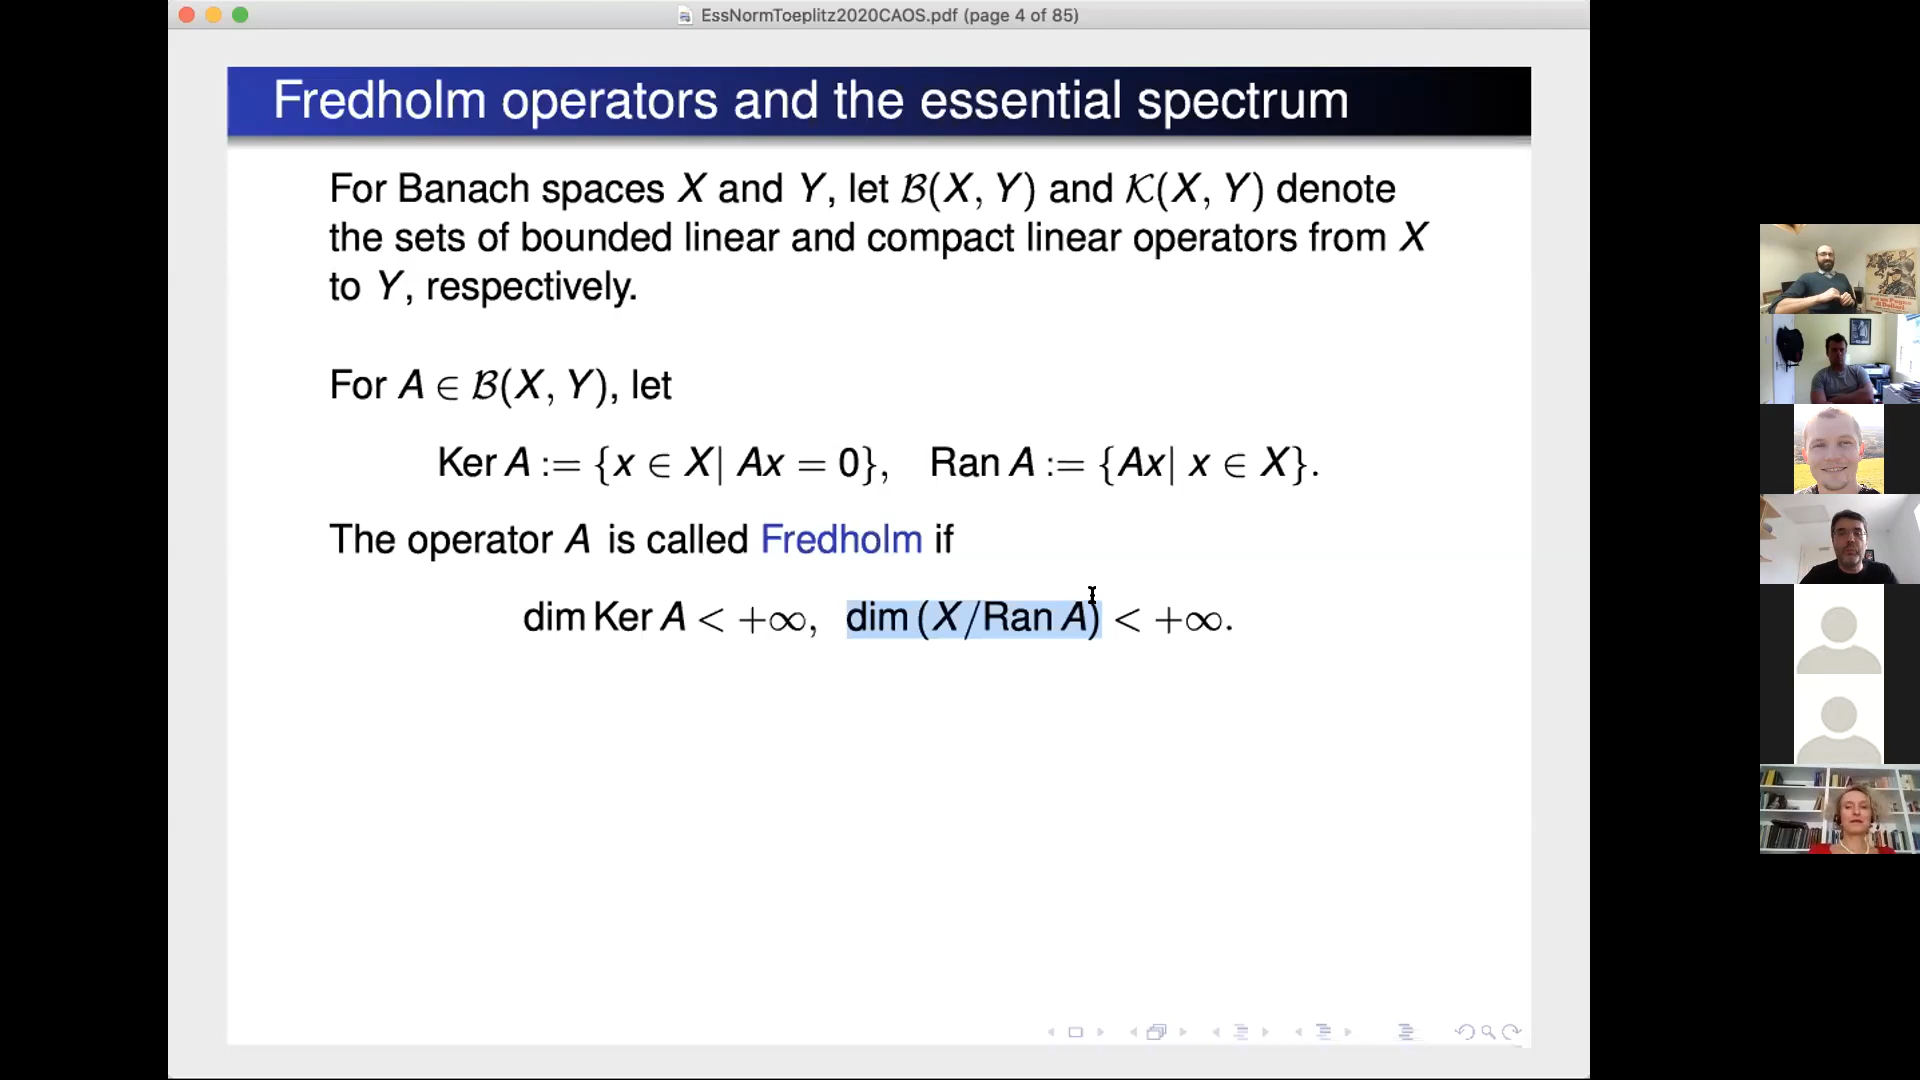 EssNormToeplitz2020CAOS.pdf (page 4 of 85)
Fredholm operators and the essential spectrum
For Banach spaces X and Y, let ℬ(X, Y) and 𝒦(X, Y) denote
the sets of bounded linear and compact linear operators from X
to Y, respectively.
For A ∈ ℬ(X, Y), let
Ker A := {x ∈ X| Ax = 0}, Ran A := {Ax| x ∈ X}.
The operator A is called Fredholm if
dim Ker A < +∞, dim (X/Ran A) < +∞.